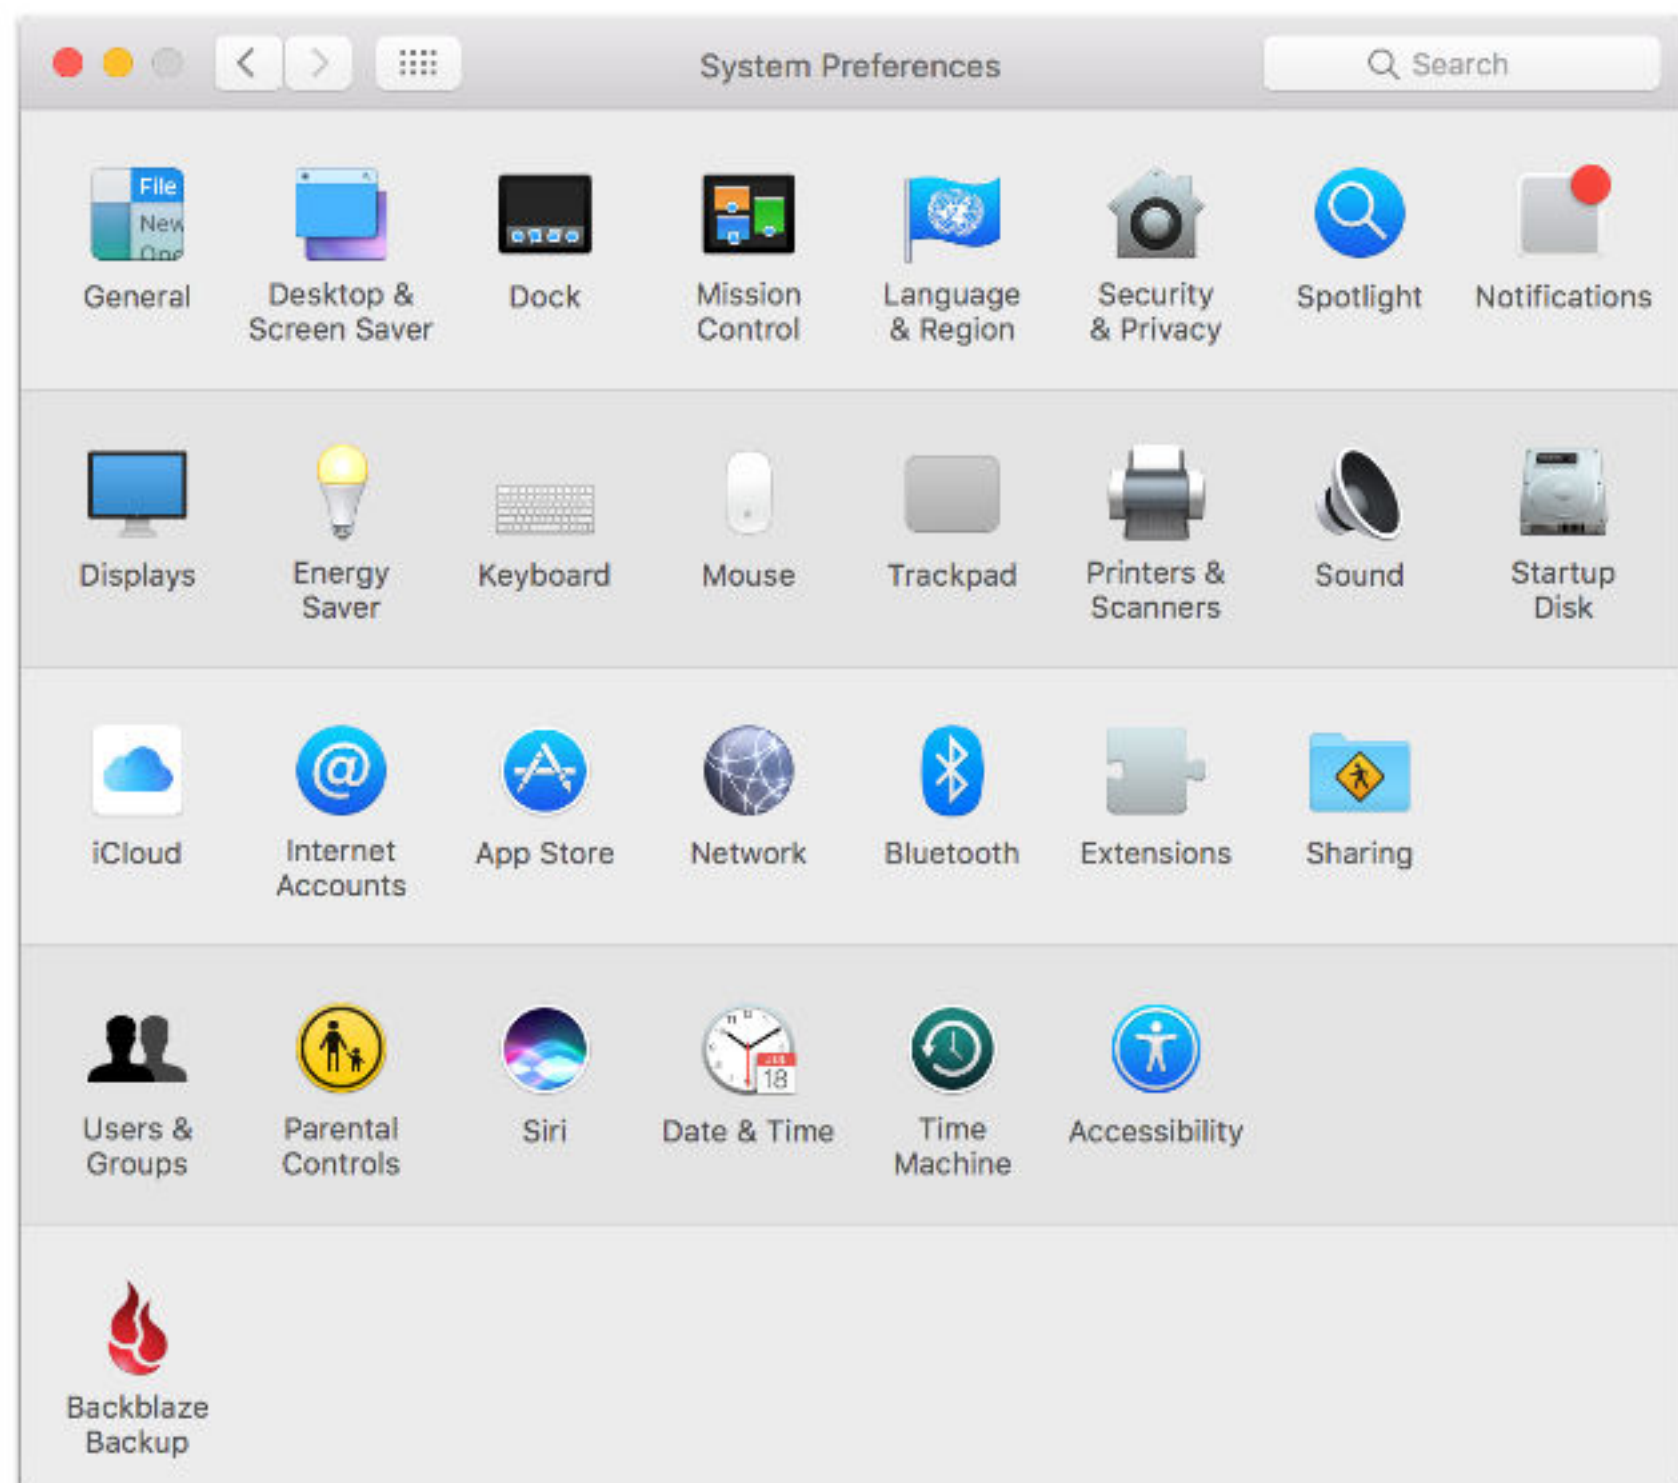 System Preferences
Search
File
New
Ope
General
Desktop &
Screen Saver
Dock
Mission
Control
Language
& Region
Security
& Privacy
Spotlight
Notifications
Displays
Energy
Saver
Keyboard
Mouse
Trackpad
Printers &
Scanners
Sound
Startup
Disk
iCloud
@
Internet
Accounts
App Store
Network
Bluetooth
Extensions
Sharing
Users &
Groups
Parental
Controls
Siri
18
Date & Time
Time
Machine
Accessibility
Backblaze
Backup